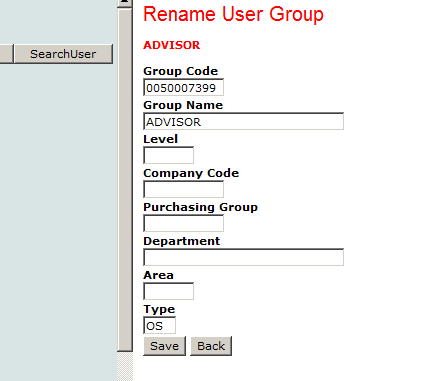 Rename User Group
SearchUser
ADVISOR
Group Code
0050007399
Group Name
ADVISOR
Level
Company Code
Purchasing Group
Department
Area
Type
OS
Save Back